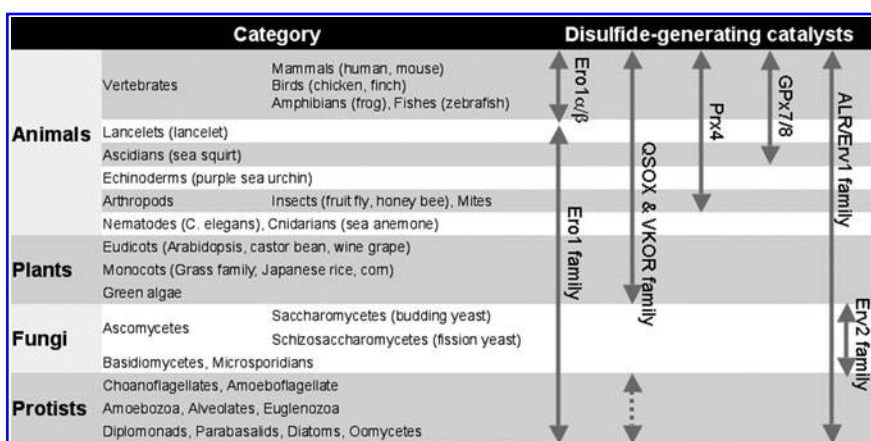 Category Disulfide-generating catalysts
Animals
Vertebrates
Mammals (human, mouse)
Birds (chicken, finch)
Amphibians (frog), Fishes (zebrafish)
Lancelets (lancelet)
Ascidians (sea squirt)
Echinoderms (purple sea urchin)
Arthropods Insects (fruit fly, honey bee), Mites
Nematodes (C. elegans), Cnidarians (sea anemone)
Plants
Eudicots (Arabidopsis, castor bean, wine grape)
Monocots (Grass family, Japanese rice, corn)
Green algae
Fungi
Ascomycetes
Saccharomycetes (budding yeast)
Schizosaccharomycetes (fission yeast)
Basidiomycetes, Microsporidians
Protists
Choanoflagellates, Amoeboflagellate
Amoebozoa, Alveolates, Euglenozoa
Diplomonads, Parabasalids, Diatoms, Oomycetes
Ero1α/β
Ero1 family
QSOX & VKOR family
Prx4
GPx7/8
ALR/Erv1 family
Erv2 family